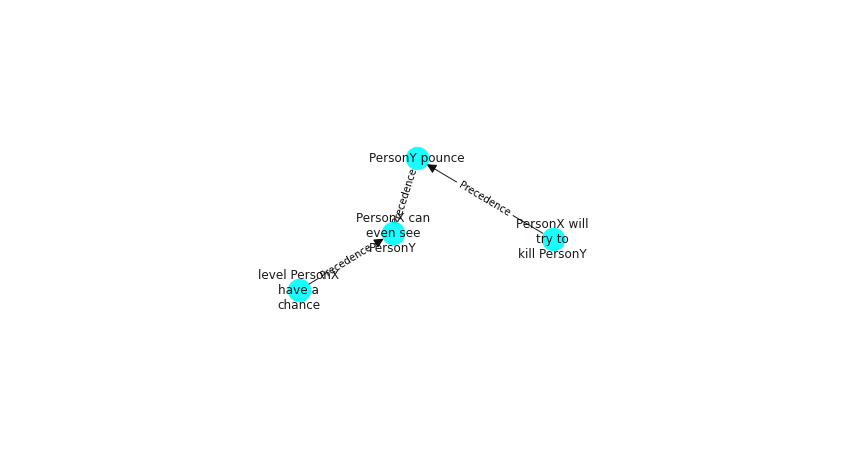 PersonY pounce
Precedence
Precedence
PersonX can
even see
PersonY
PersonX will
try to
kill PersonY
Precedence
level PersonX
have a
chance